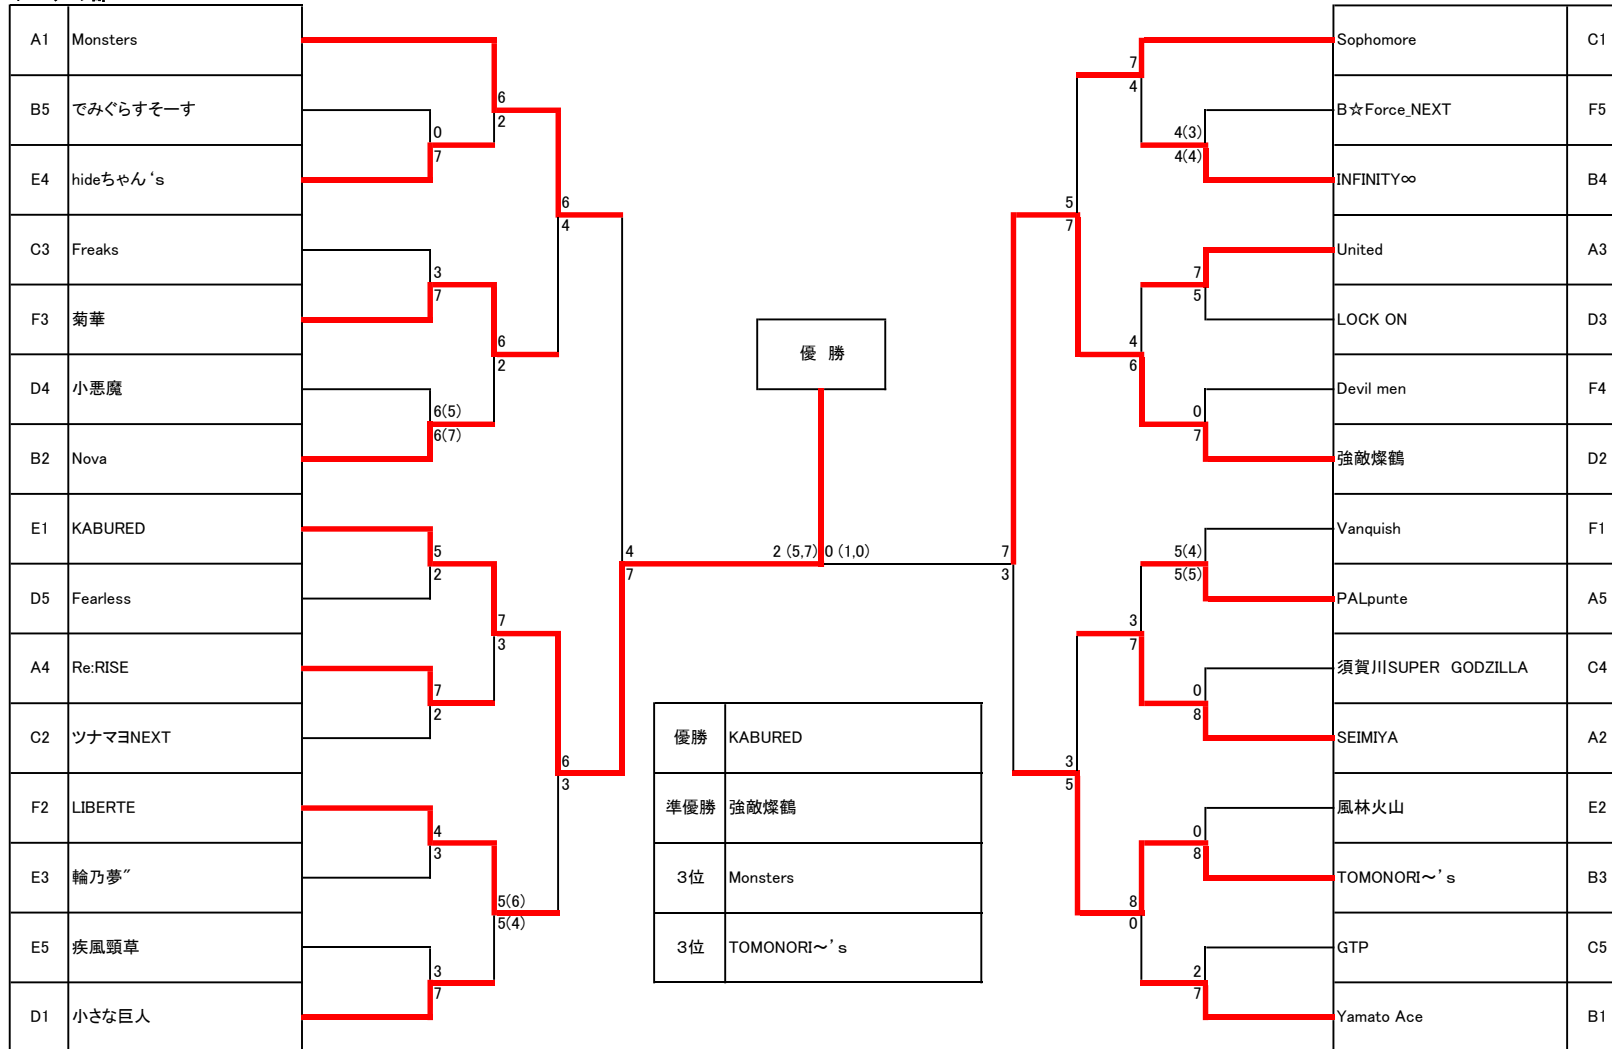 A1 Monsters
B5 でみぐらすそーす
E4 hideちゃん‘s
C3 Freaks
F3 菊華
D4 小悪魔
B2 Nova
E1 KABURED
D5 Fearless
A4 Re:RISE
C2 ツナマヨNEXT
F2 LIBERTE
E3 輪乃夢″
E5 疾風頸草
D1 小さな巨人
0
7
3
7
6(5)
6(7)
5
2
7
2
4
3
3
7
6
2
6
2
7
3
5(6)
5(4)
6
4
6
3
4
7
優 勝
2 (5,7) 0 (1,0)
優勝 KABURED
準優勝 強敵燦鶴
3位 Monsters
3位 TOMONORI～’s
7
3
5
7
3
5
7
4
4
6
3
7
8
0
4(3)
4(4)
7
5
0
7
5(4)
5(5)
0
8
0
8
2
7
Sophomore C1
B☆Force_NEXT F5
INFINITY∞ B4
United A3
LOCK ON D3
Devil men F4
強敵燦鶴 D2
Vanquish F1
PALpunte A5
須賀川SUPER GODZILLA C4
SEIMIYA A2
風林火山 E2
TOMONORI～’s B3
GTP C5
Yamato Ace B1